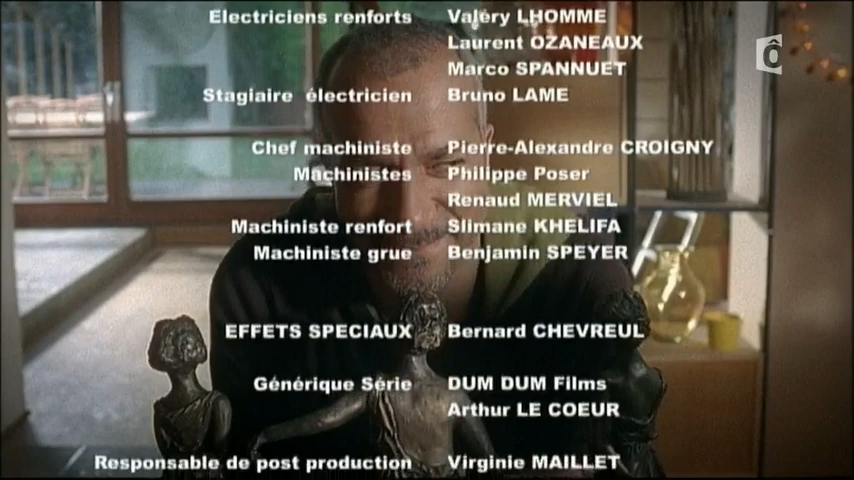 Electriciens renforts Valéry LHOMME
Laurent OZANEAUX
Marco SPANNUET
Stagiaire électricien Bruno LAME
Chef machiniste Pierre-Alexandre CROIGNY
Machinistes Philippe Poser
Renaud MERVIEL
Machiniste renfort Slimane KHELIFA
Machiniste grue Benjamin SPEYER
EFFETS SPECIAUX Bernard CHEVREUL
Générique Série DUM DUM Films
Arthur LE COEUR
Responsable de post production Virginie MAILLET